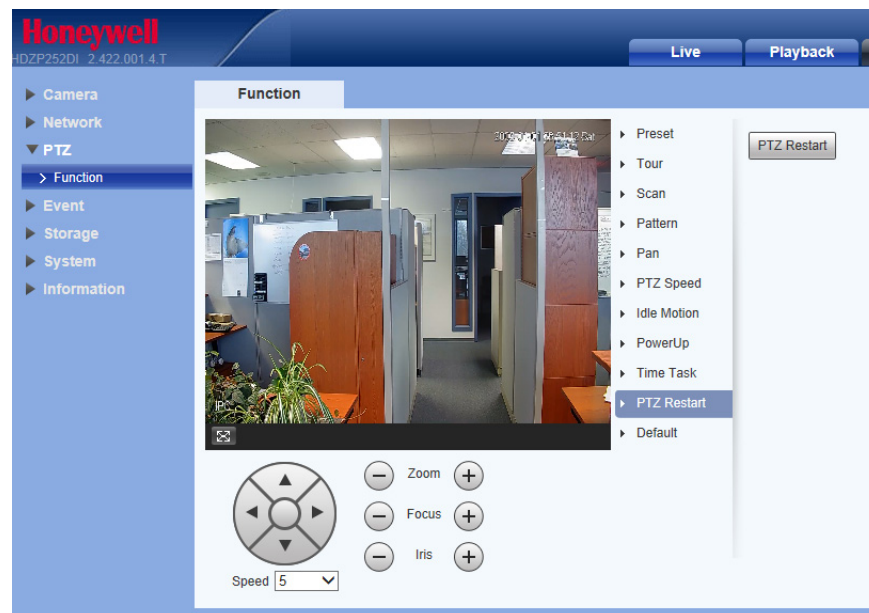 Honeywell
HDZP252DI 2.422.001.4.T
Live
Playback
Camera
Network
PTZ
Function
Event
Storage
System
Information
Function
Preset
Tour
Scan
Pattern
Pan
PTZ Speed
Idle Motion
PowerUp
Time Task
PTZ Restart
Default
PTZ Restart
Zoom
Focus
Iris
Speed 5